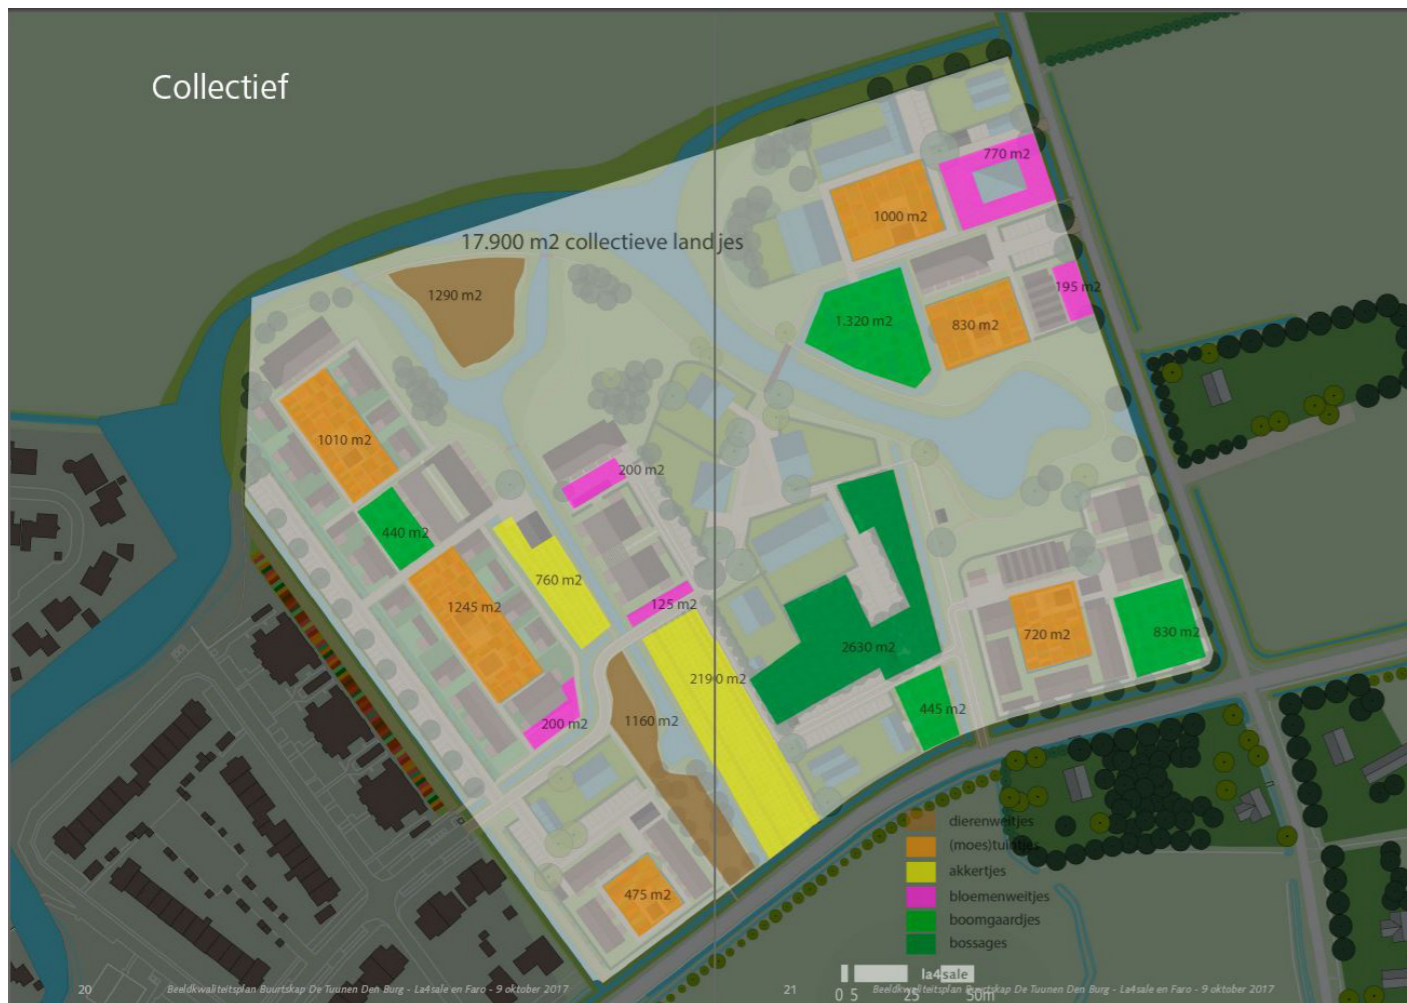 Collectief
17.900 m2 collectieve landjes
770 m2
1000 m2
1290 m2
195 m2
1.320 m2
830 m2
1010 m2
200 m2
440 m2
760 m2
1245 m2
125 m2
2630 m2
720 m2
830 m2
2190 m2
445 m2
200 m2
1160 m2
475 m2
dierenweitjes
(moes)tuintjes
akkertjes
bloemenweitjes
boomgaardjes
bossages
la4sale
0 5 25 50m
20 Beeldkwaliteitsplan Buurtskap De Tuunen Den Burg - La4sale en Faro - 9 oktober 2017
21 Beeldkwaliteitsplan Buurtskap De Tuunen Den Burg - La4sale en Faro - 9 oktober 2017